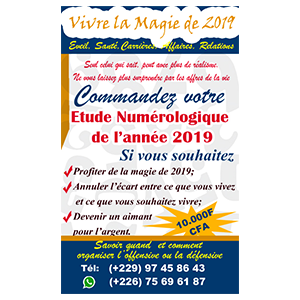 Vivre la Magie de 2019
Eveil, Santé, Carrières, Affaires, Relations
Seul celui qui sait, peut avec plus de réalisme.
Ne vous laissez plus surprendre par les affres de la vie
Commandez votre
Etude Numérologique
de l'année 2019
Si vous souhaitez
Profiter de la magie de 2019;
Annuler l'écart entre ce que vous vivez
et ce que vous souhaitez vivre;
Devenir un aimant
pour l'argent.
10.000F
CFA
Savoir quand et comment
organiser l'offensive ou la défensive
Tél: (+229) 97 45 86 43
(+226) 75 69 61 87